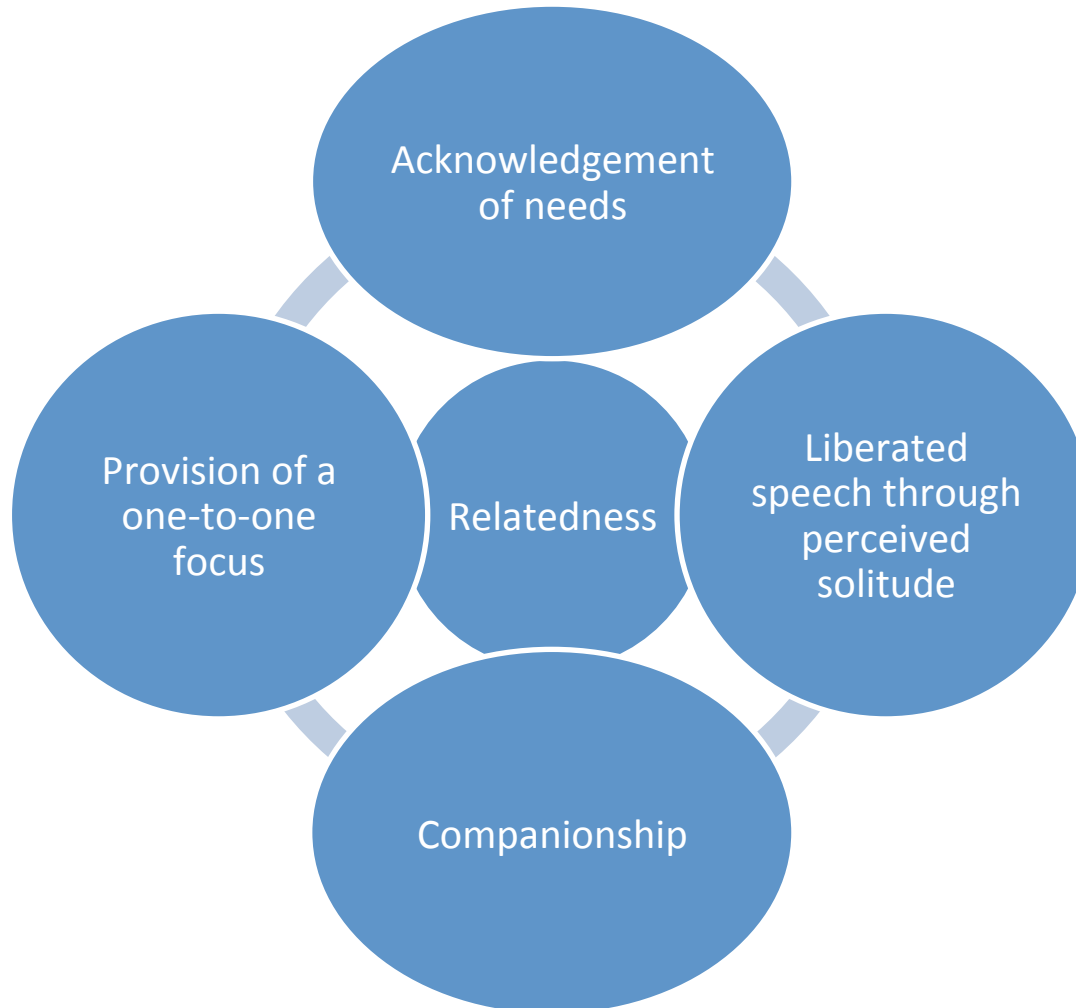 Acknowledgement
of needs
Provision of a
one-to-one
focus
Relatedness
Liberated
speech through
perceived
solitude
Companionship